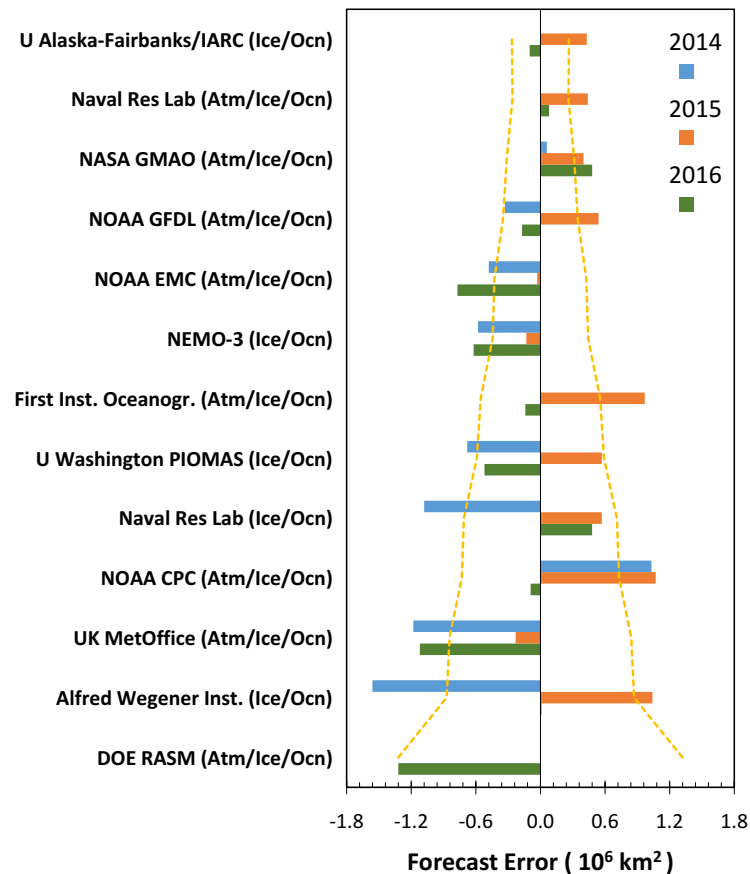 U Alaska-Fairbanks/IARC (Ice/Ocn)
Naval Res Lab (Atm/Ice/Ocn)
NASA GMAO (Atm/Ice/Ocn)
NOAA GFDL (Atm/Ice/Ocn)
NOAA EMC (Atm/Ice/Ocn)
NEMO-3 (Ice/Ocn)
First Inst. Oceanogr. (Atm/Ice/Ocn)
U Washington PIOMAS (Ice/Ocn)
Naval Res Lab (Ice/Ocn)
NOAA CPC (Atm/Ice/Ocn)
UK MetOffice (Atm/Ice/Ocn)
Alfred Wegener Inst. (Ice/Ocn)
DOE RASM (Atm/Ice/Ocn)
2014
2015
2016
-1.8 -1.2 -0.6 0.0 0.6 1.2 1.8
Forecast Error ( 10⁶ km²)